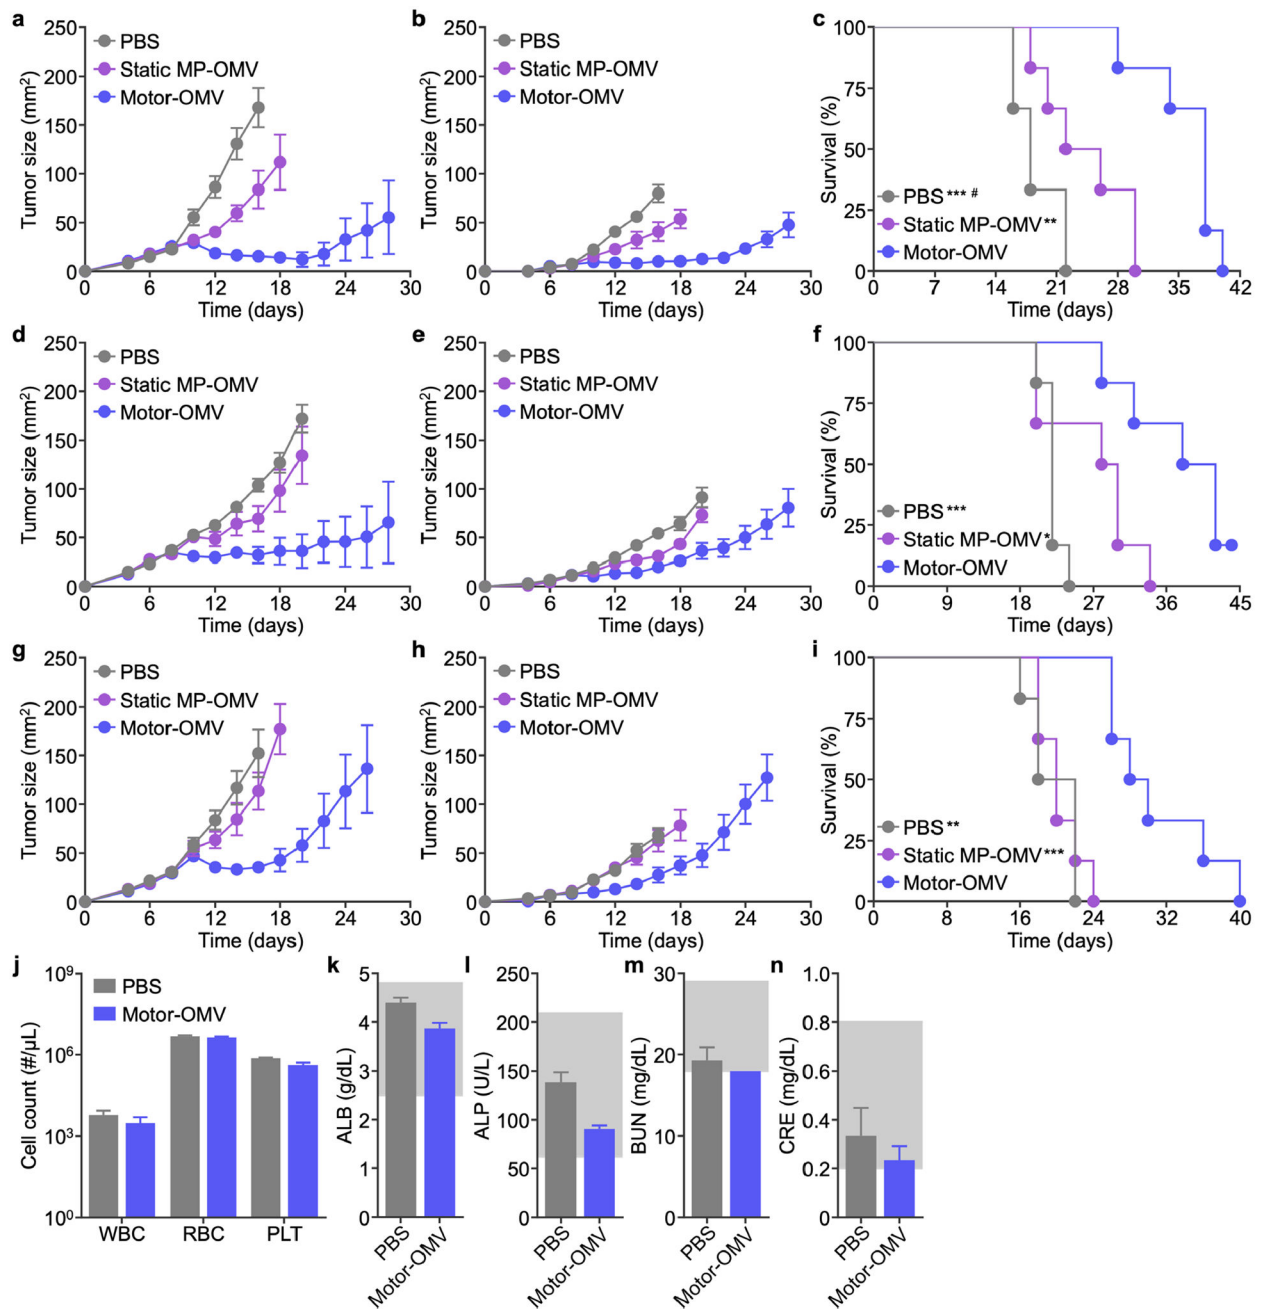 a
250
200
150
100
50
0
Tumor size (mm²)
PBS
Static MP-OMV
Motor-OMV
0 6 12 18 24 30
Time (days)
b
250
200
150
100
50
0
Tumor size (mm²)
PBS
Static MP-OMV
Motor-OMV
0 6 12 18 24 30
Time (days)
c
100
75
50
25
0
Survival (%)
PBS *** #
Static MP-OMV **
Motor-OMV
0 7 14 21 28 35 42
Time (days)
d
250
200
150
100
50
0
Tumor size (mm²)
PBS
Static MP-OMV
Motor-OMV
0 6 12 18 24 30
Time (days)
e
250
200
150
100
50
0
Tumor size (mm²)
PBS
Static MP-OMV
Motor-OMV
0 6 12 18 24 30
Time (days)
f
100
75
50
25
0
Survival (%)
PBS ***
Static MP-OMV *
Motor-OMV
0 9 18 27 36 45
Time (days)
g
250
200
150
100
50
0
Tumor size (mm²)
PBS
Static MP-OMV
Motor-OMV
0 6 12 18 24 30
Time (days)
h
250
200
150
100
50
0
Tumor size (mm²)
PBS
Static MP-OMV
Motor-OMV
0 6 12 18 24 30
Time (days)
i
100
75
50
25
0
Survival (%)
PBS **
Static MP-OMV ***
Motor-OMV
0 8 16 24 32 40
Time (days)
j
10⁹
10⁶
10³
10⁰
Cell count (#/µL)
PBS
Motor-OMV
WBC RBC PLT
k
5
4
3
2
1
0
ALB (g/dL)
PBS
Motor-OMV
l
250
200
150
100
50
0
ALP (U/L)
PBS
Motor-OMV
m
30
20
10
0
BUN (mg/dL)
PBS
Motor-OMV
n
1.0
0.8
0.6
0.4
0.2
0
CRE (mg/dL)
PBS
Motor-OMV